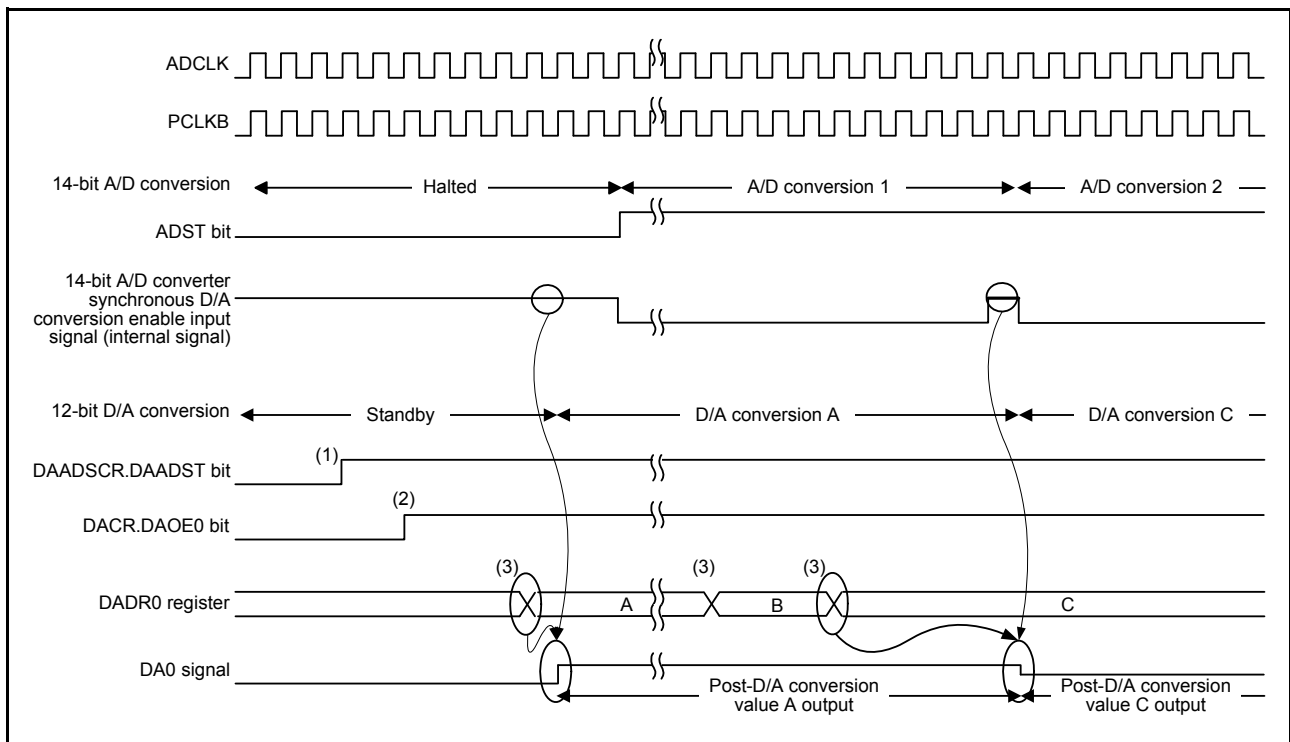 ADCLK
PCLKB
14-bit A/D conversion
Halted
A/D conversion 1
A/D conversion 2
ADST bit
14-bit A/D converter
synchronous D/A
conversion enable input
signal (internal signal)
12-bit D/A conversion
Standby
D/A conversion A
D/A conversion C
(1)
DAADSCR.DAADST bit
(2)
DACR.DAOE0 bit
(3)
(3)
(3)
DADR0 register
A
B
C
DA0 signal
Post-D/A conversion
value A output
Post-D/A conversion
value C output